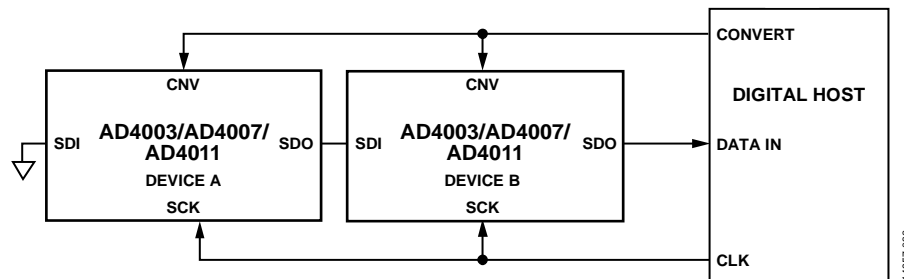 CONVERT
CNV
CNV
DIGITAL HOST
SDI
AD4003/AD4007/
AD4011
SDO
SDI
AD4003/AD4007/
AD4011
SDO
DATA IN
DEVICE A
DEVICE B
SCK
SCK
CLK